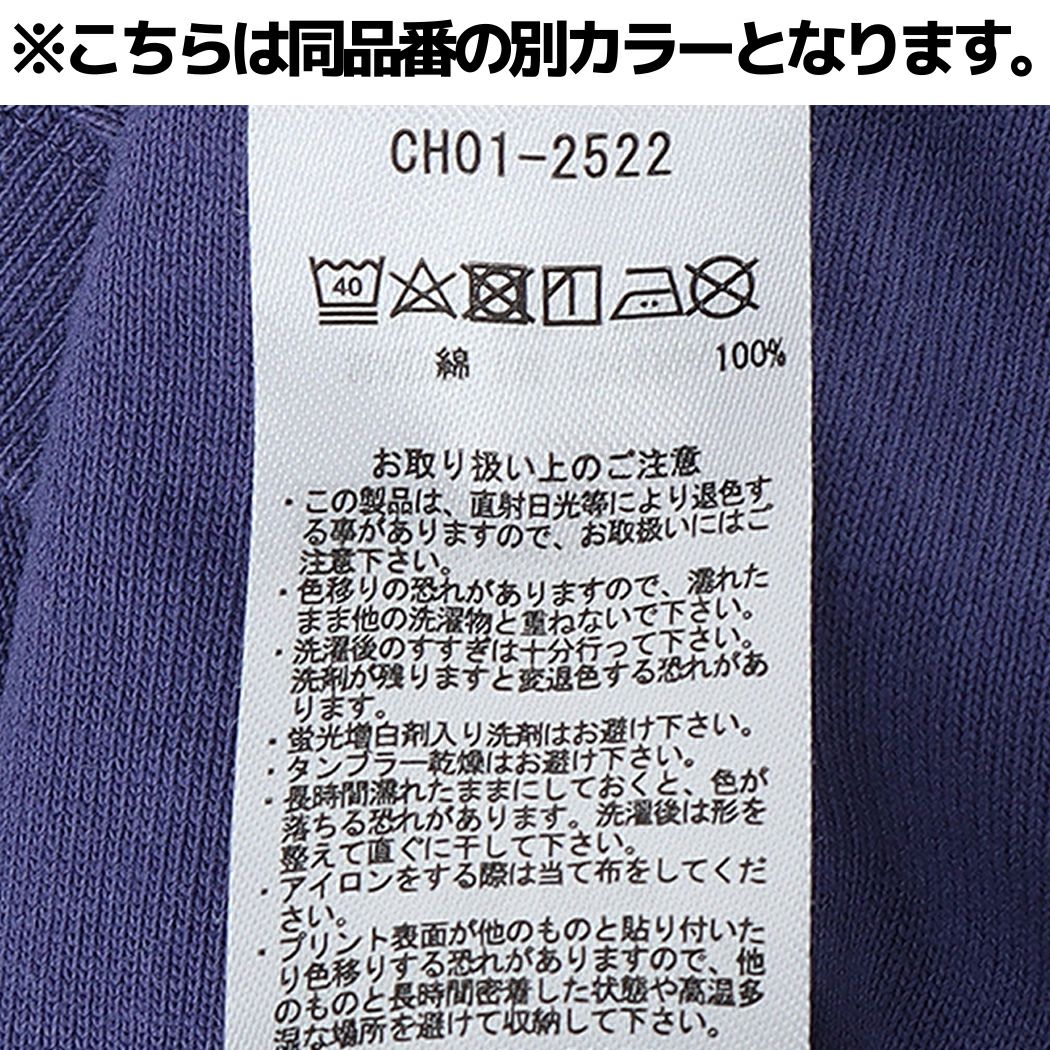 ※こちらは同品番の別カラーとなります。
CH01-2522
40
綿 100%
お取り扱い上のご注意
・この製品は、直射日光等により退色す
る事がありますので、お取扱いにはご
注意下さい。
・色移りの恐れがありますので、濡れた
まま他の洗濯物と重ねないで下さい。
・洗濯後のすすぎは十分行って下さい。
洗剤が残りますと変退色する恐れがあ
ります。
・蛍光増白剤入り洗剤はお避け下さい。
・タンブラー乾燥はお避け下さい。
・長時間濡れたままにしておくと、色が
落ちる恐れがあります。洗濯後は形を
整えて直ぐに干して下さい。
・アイロンをする際は当て布をしてくだ
さい。
・プリント表面が他のものと貼り付いた
り色移りする恐れがありますので、他
のものと長時間密着した状態や高温多
湿な場所を避けて収納して下さい。